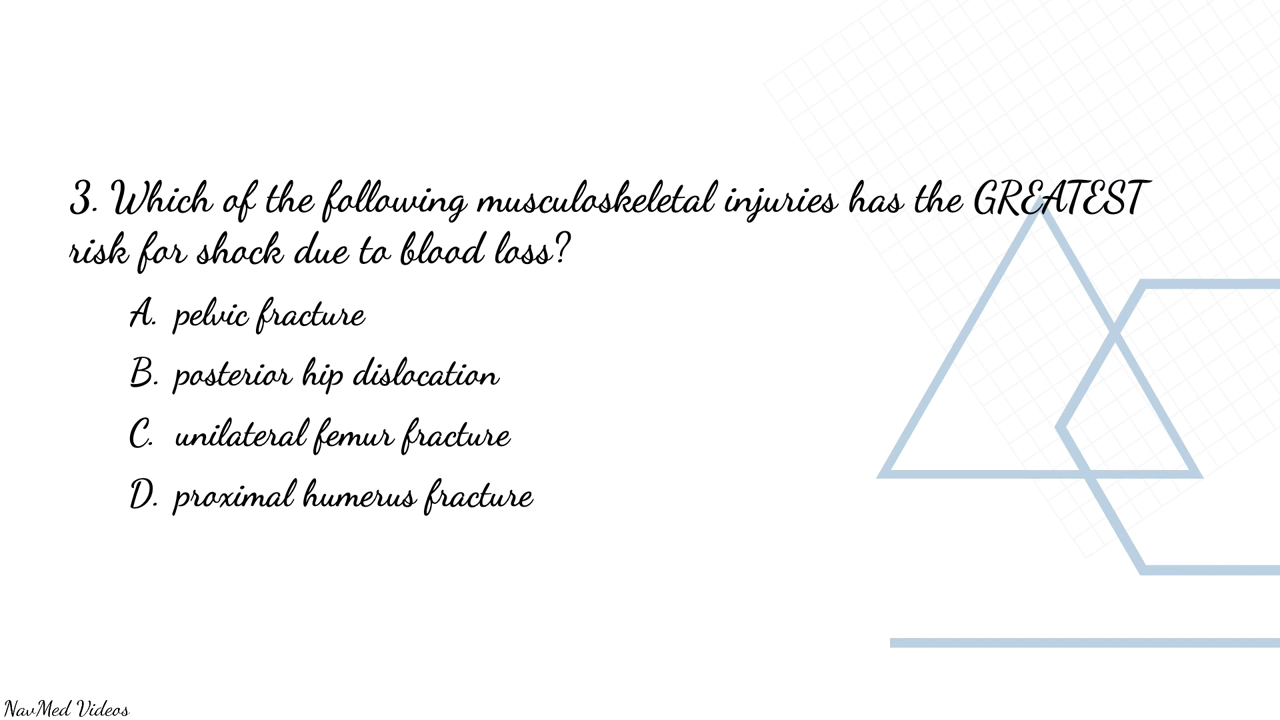 3. Which of the following musculoskeletal injuries has the GREATEST
risk for shock due to blood loss?
A. pelvic fracture
B. posterior hip dislocation
C. unilateral femur fracture
D. proximal humerus fracture
NavMed Videos